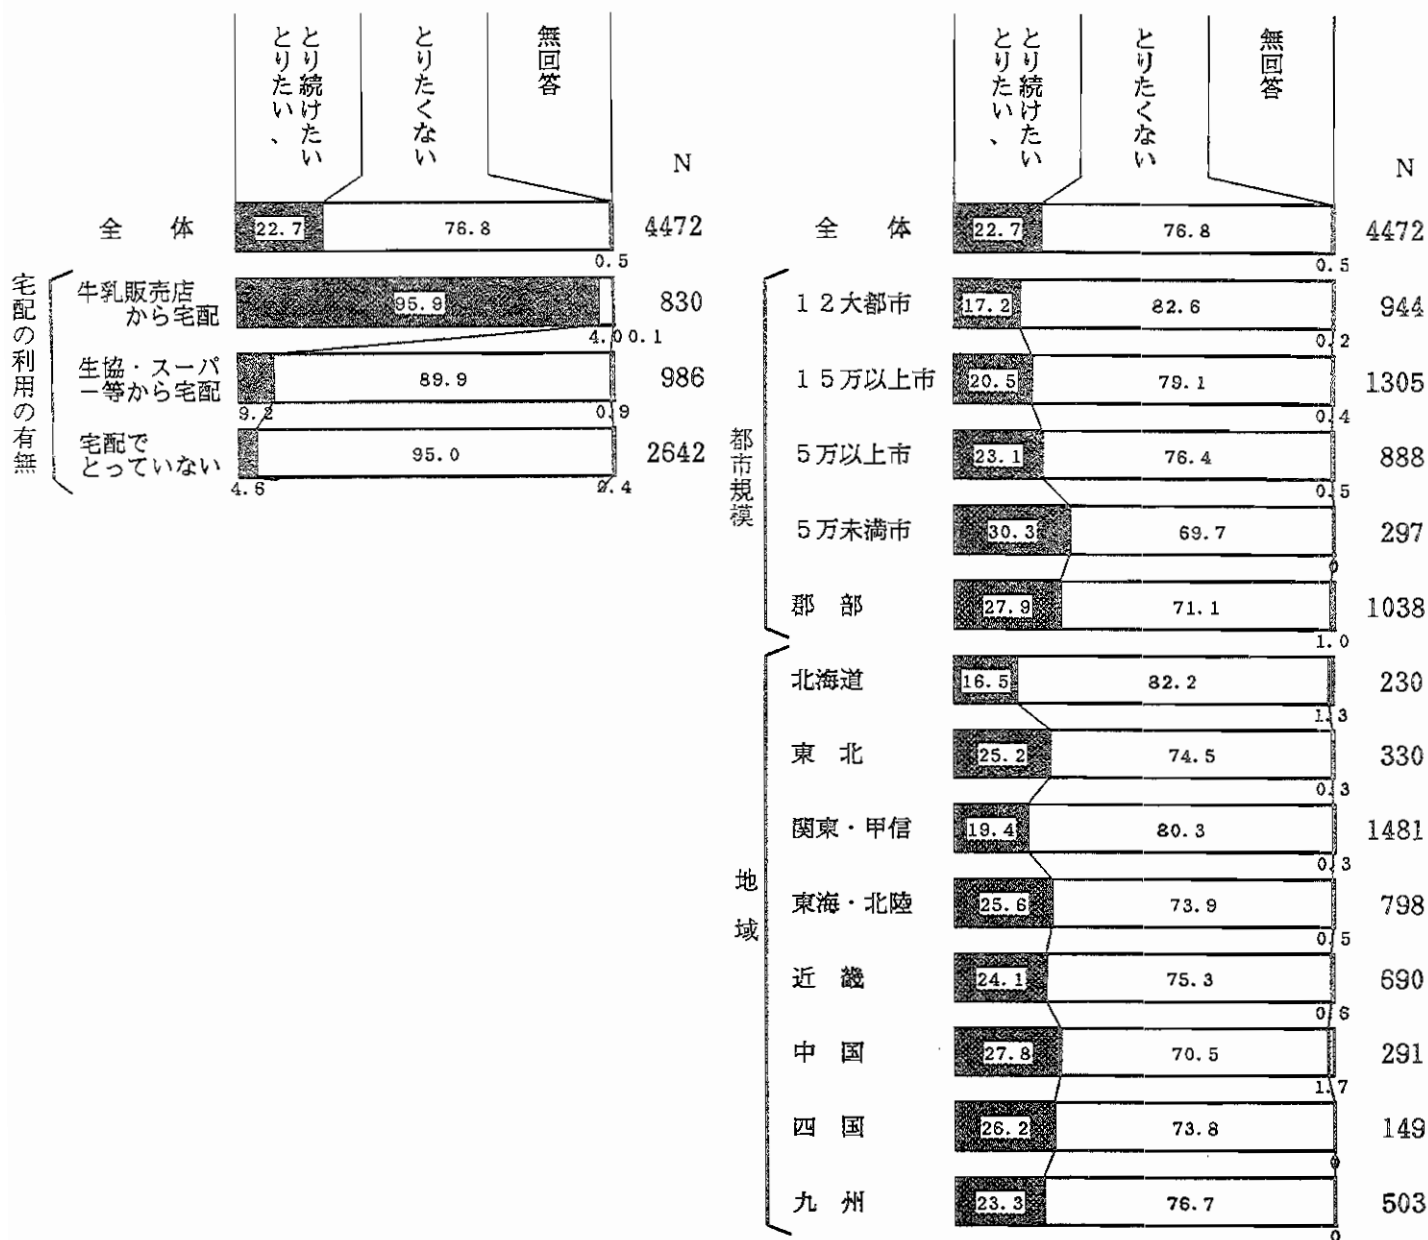 とりたい、
とり続けたい
とりたくない
無回答
N
全 体 22.7 76.8 0.5 4472
宅配の利用の有無
牛乳販売店
から宅配 95.9 4.0 0.1 830
生協・スーパ
ー等から宅配 9.2 89.9 0.9 986
宅配で
とっていない 4.6 95.0 0.4 2642
とりたい、
とり続けたい
とりたくない
無回答
N
全 体 22.7 76.8 0.5 4472
都市規模
12大都市 17.2 82.6 0.2 944
15万以上市 20.5 79.1 0.4 1305
5万以上市 23.1 76.4 0.5 888
5万未満市 30.3 69.7 0 297
郡 部 27.9 71.1 1.0 1038
地域
北海道 16.5 82.2 1.3 230
東 北 25.2 74.5 0.3 330
関東・甲信 19.4 80.3 0.3 1481
東海・北陸 25.6 73.9 0.5 798
近 畿 24.1 75.3 0.6 690
中 国 27.8 70.5 1.7 291
四 国 26.2 73.8 0 149
九 州 23.3 76.7 0 503